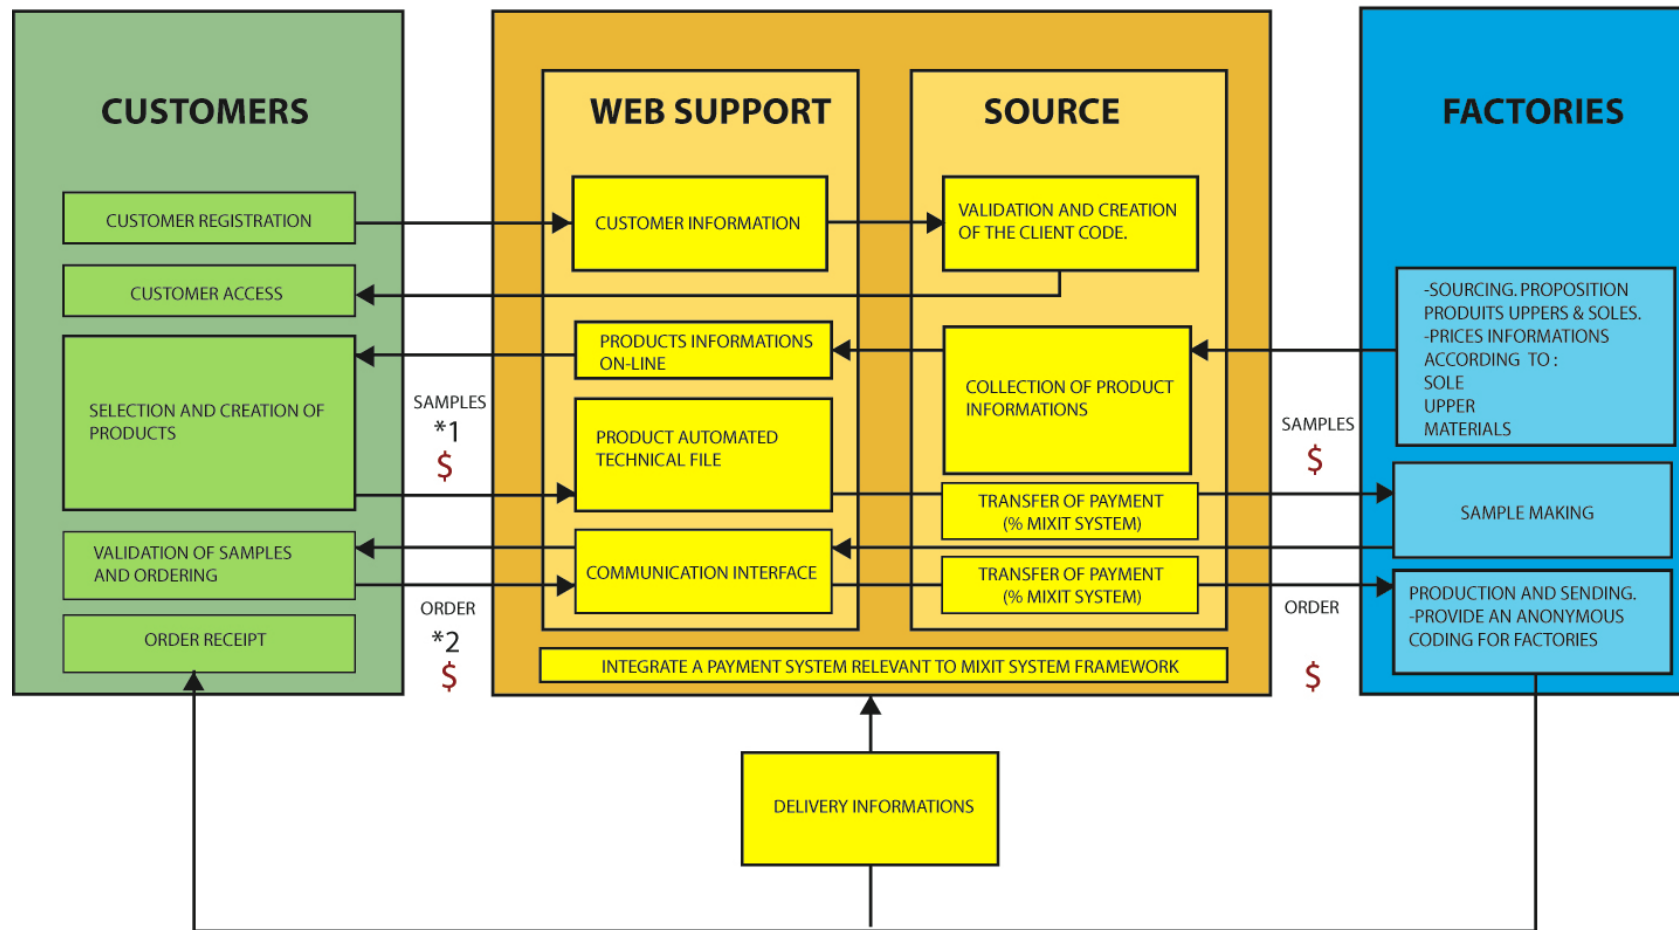 CUSTOMERS
CUSTOMER REGISTRATION
CUSTOMER ACCESS
SELECTION AND CREATION OF
PRODUCTS
VALIDATION OF SAMPLES
AND ORDERING
ORDER RECEIPT
SAMPLES
*1
$
ORDER
*2
$
WEB SUPPORT
CUSTOMER INFORMATION
PRODUCTS INFORMATIONS
ON-LINE
PRODUCT AUTOMATED
TECHNICAL FILE
COMMUNICATION INTERFACE
SOURCE
VALIDATION AND CREATION
OF THE CLIENT CODE.
COLLECTION OF PRODUCT
INFORMATIONS
TRANSFER OF PAYMENT
(% MIXIT SYSTEM)
TRANSFER OF PAYMENT
(% MIXIT SYSTEM)
INTEGRATE A PAYMENT SYSTEM RELEVANT TO MIXIT SYSTEM FRAMEWORK
SAMPLES
$
ORDER
$
FACTORIES
-SOURCING. PROPOSITION
PRODUITS UPPERS & SOLES.
-PRICES INFORMATIONS
ACCORDING TO :
SOLE
UPPER
MATERIALS
SAMPLE MAKING
PRODUCTION AND SENDING.
-PROVIDE AN ANONYMOUS
CODING FOR FACTORIES
DELIVERY INFORMATIONS